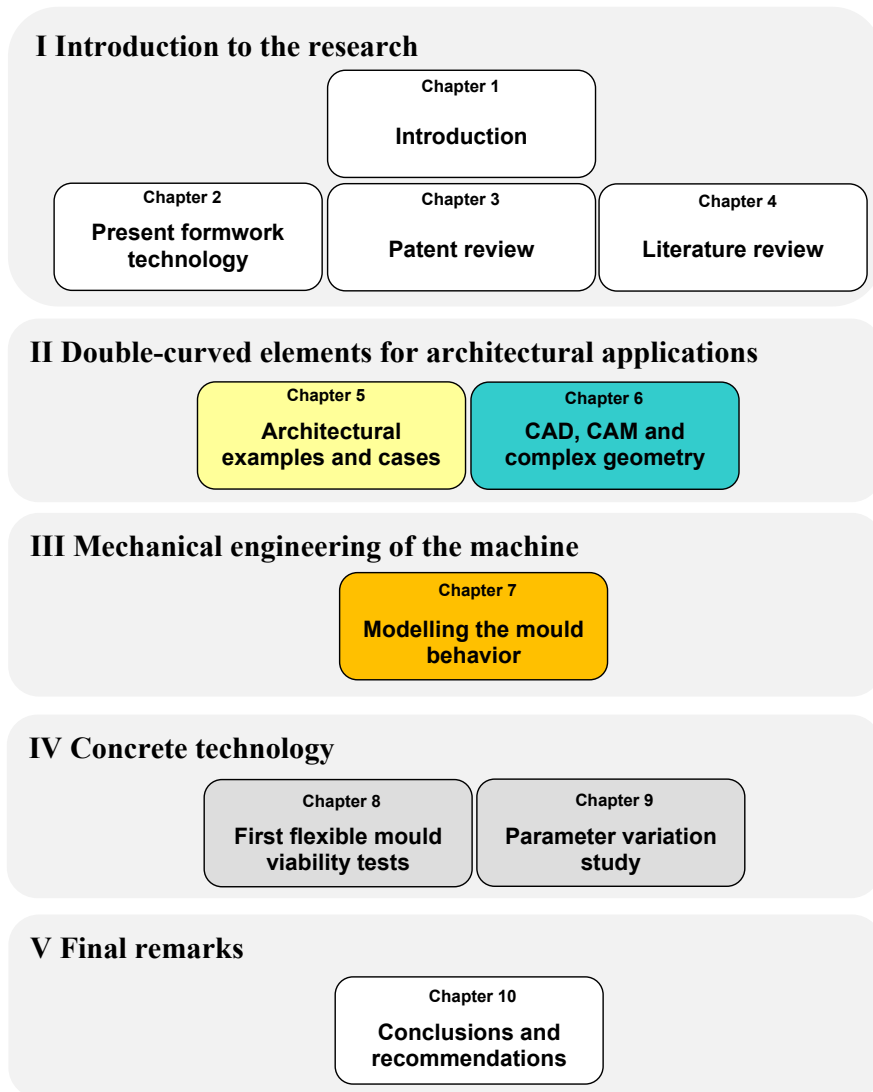 I Introduction to the research
Chapter 1
Introduction
Chapter 2
Present formwork
technology
Chapter 3
Patent review
Chapter 4
Literature review
II Double-curved elements for architectural applications
Chapter 5
Architectural
examples and cases
Chapter 6
CAD, CAM and
complex geometry
III Mechanical engineering of the machine
Chapter 7
Modelling the mould
behavior
IV Concrete technology
Chapter 8
First flexible mould
viability tests
Chapter 9
Parameter variation
study
V Final remarks
Chapter 10
Conclusions and
recommendations